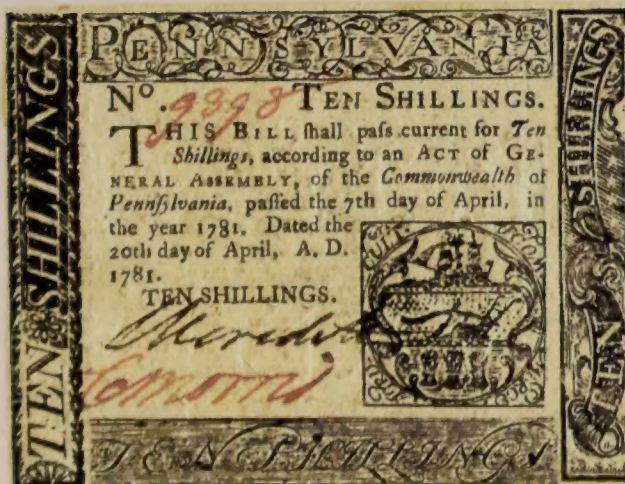 PENNSYLVANIA
No. 9398 TEN SHILLINGS.
THIS BILL ſhall paſs current for Ten
Shillings, according to an ACT of GE-
NERAL ASSEMBLY, of the Commonwealth of
Pennſylvania, paſſed the 7th day of April, in
the year 1781. Dated the
20th day of April, A. D.
1781.
TEN SHILLINGS.
Meredith
TEN SHILLINGS
TEN SHILLINGS
TEN SHILLINGS